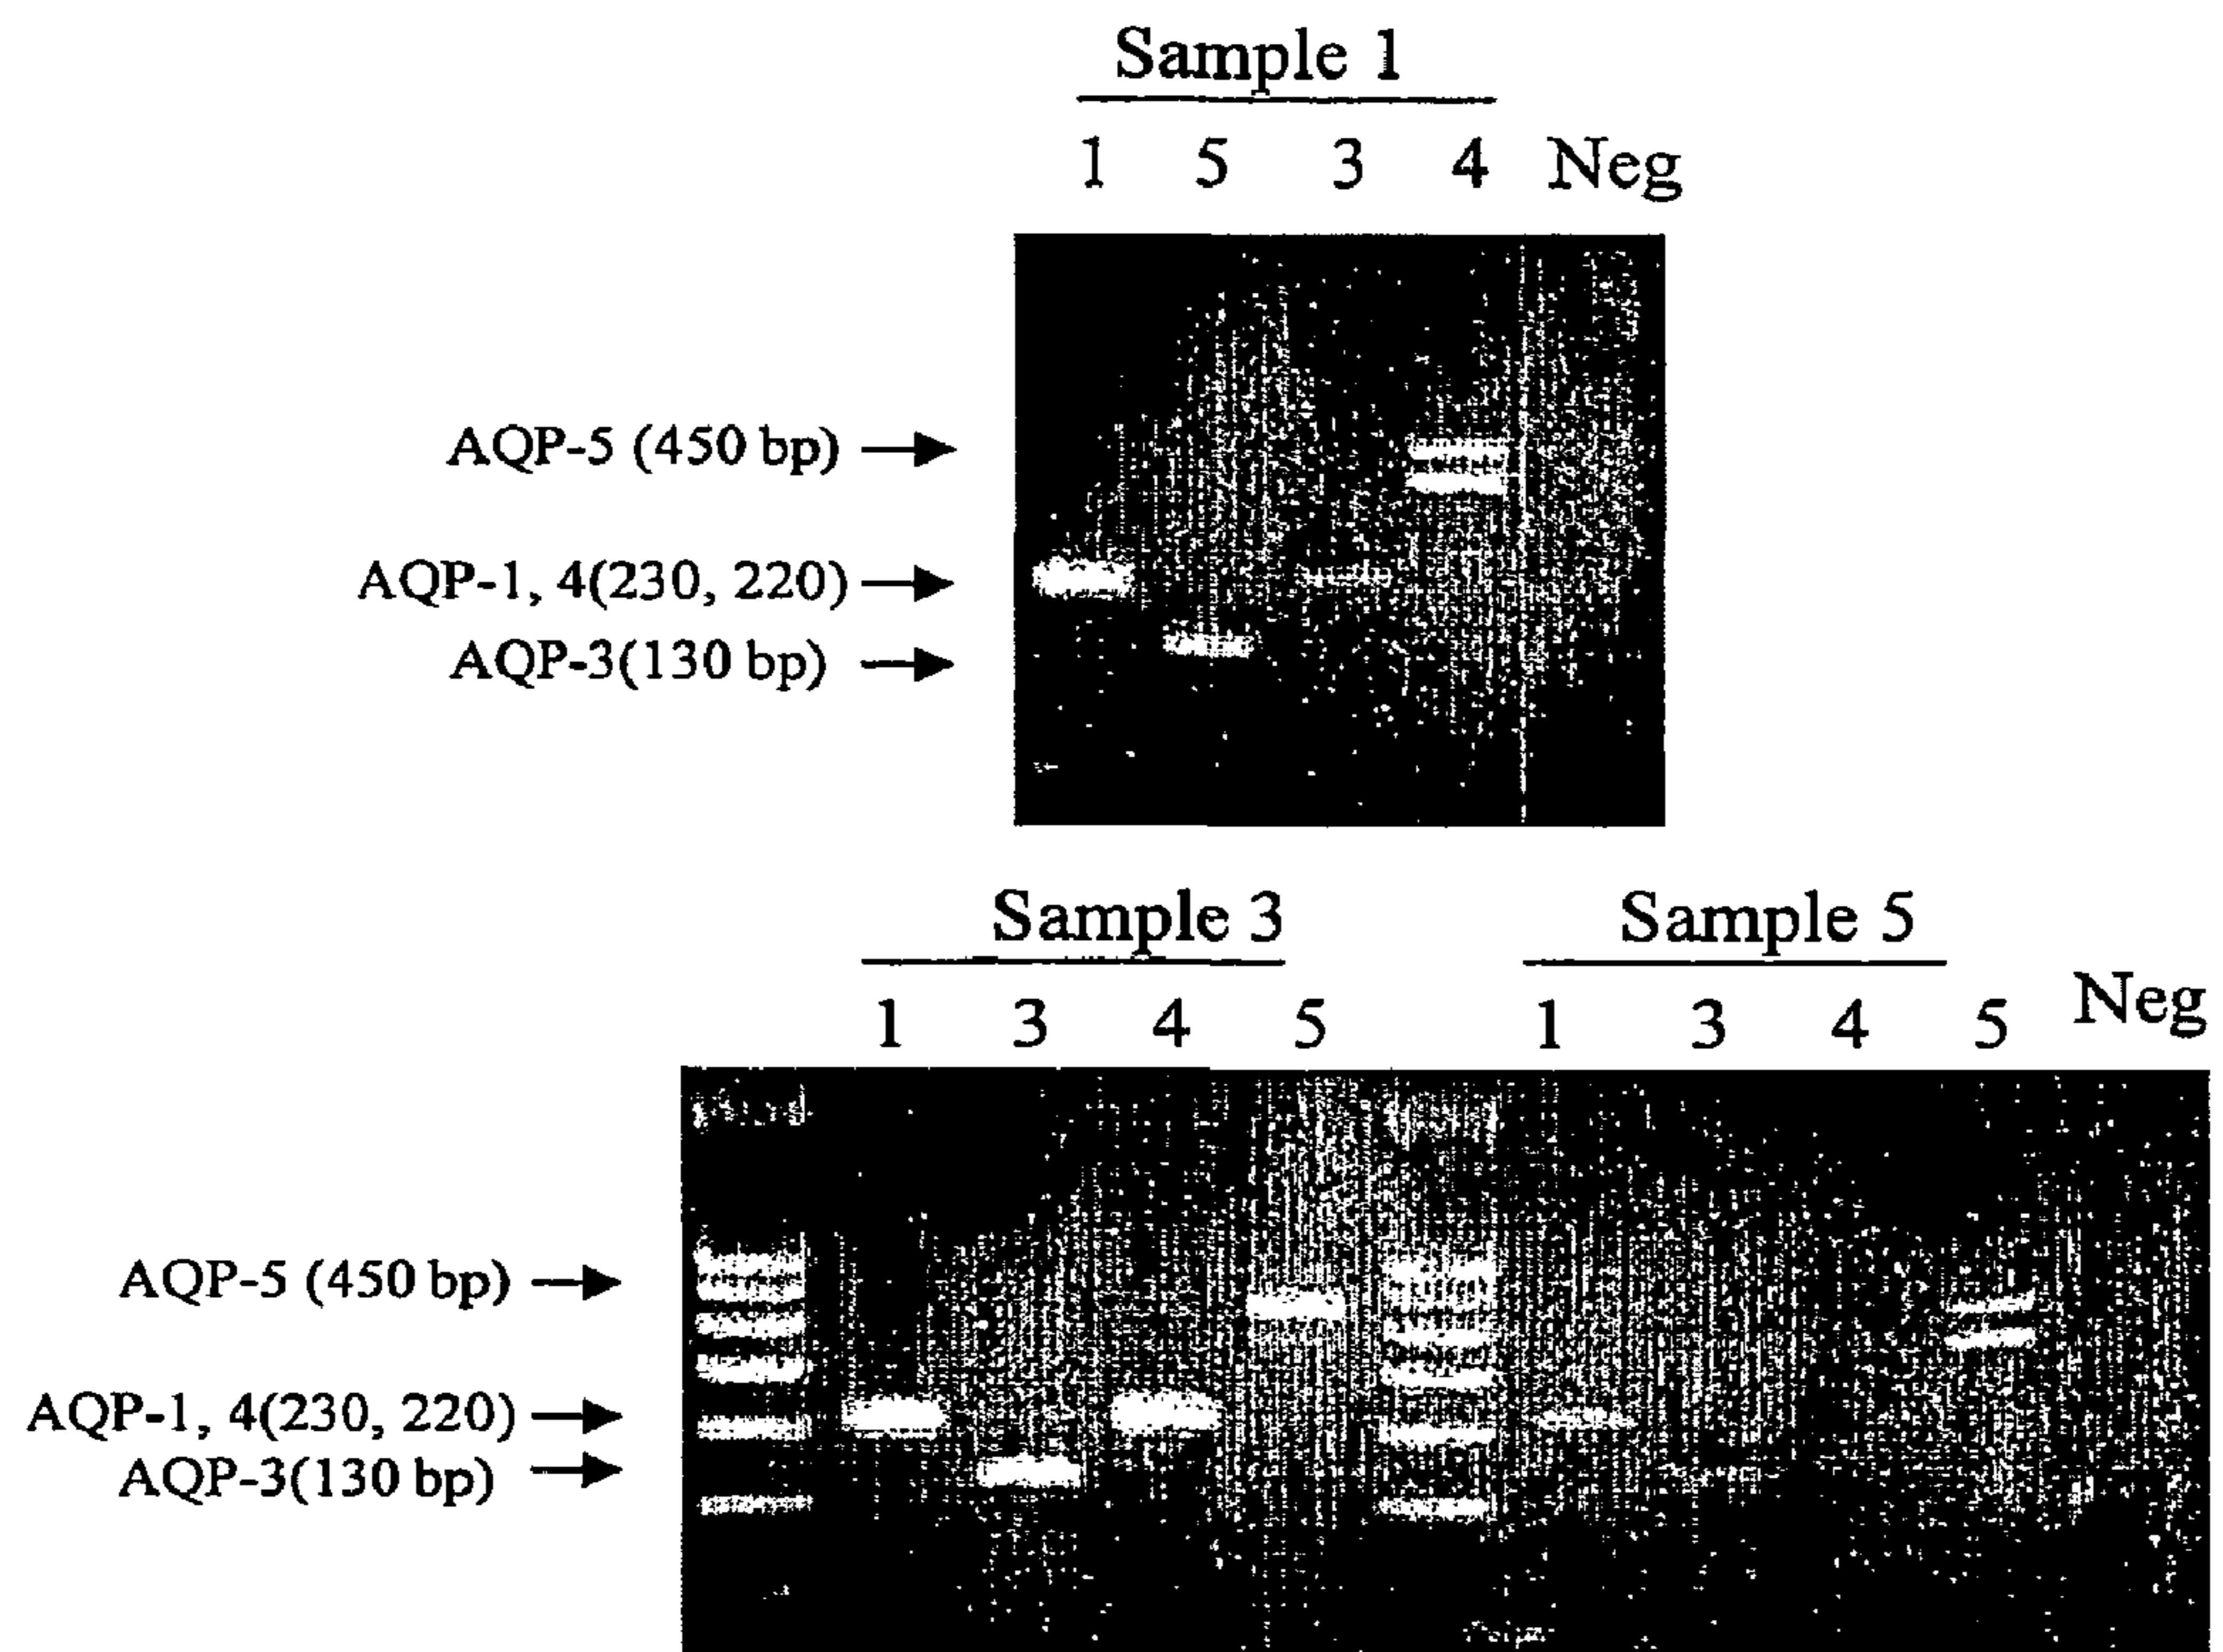 Sample 1
1 5 3 4 Neg
AQP-5 (450 bp)
AQP-1, 4(230, 220)
AQP-3(130 bp)
Sample 3 Sample 5
1 3 4 5 1 3 4 5 Neg
AQP-5 (450 bp)
AQP-1, 4(230, 220)
AQP-3(130 bp)